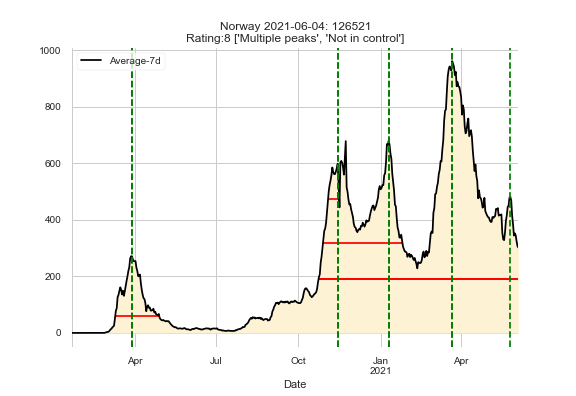 Norway 2021-06-04: 126521
Rating:8 ['Multiple peaks', 'Not in control']
1000
Average-7d
800
600
400
200
0
Apr
Jul
Oct
Jan
2021
Apr
Date